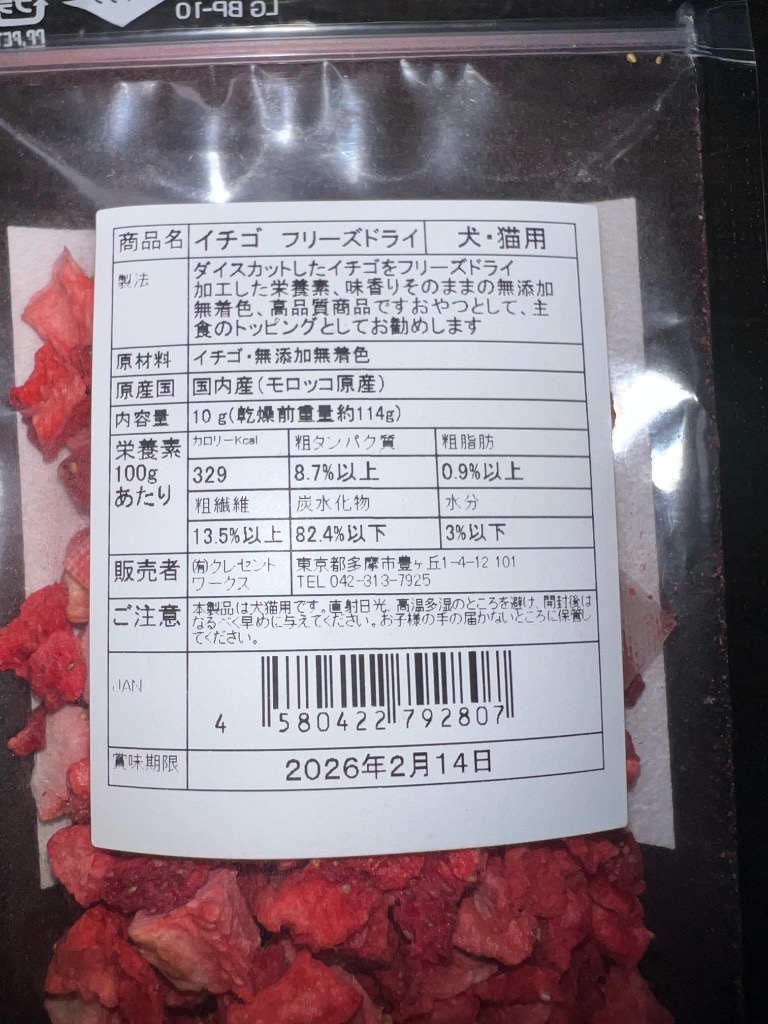 LG BP-10
PP,PET
商品名 イチゴ フリーズドライ 犬・猫用
製法 ダイスカットしたイチゴをフリーズドライ
加工した栄養素、味香りそのままの無添加
無着色、高品質商品ですおやつとして、主
食のトッピングとしてお勧めします
原材料 イチゴ・無添加無着色
原産国 国内産(モロッコ原産)
内容量 10g(乾燥前重量約114g)
栄養素
100g
あたり
カロリーKcal 粗タンパク質 粗脂肪
329 8.7%以上 0.9%以上
粗繊維 炭水化物 水分
13.5%以上 82.4%以下 3%以下
販売者 ㈲クレセント
ワークス
東京都多摩市豊ヶ丘1-4-12 101
TEL 042-313-7925
ご注意 本製品は犬猫用です。直射日光、高温多湿のところを避け、開封後は
なるべく早めに与えてください。お子様の手の届かないところに保管し
てください。
JAN
4 580422 792807
賞味期限 2026年2月14日